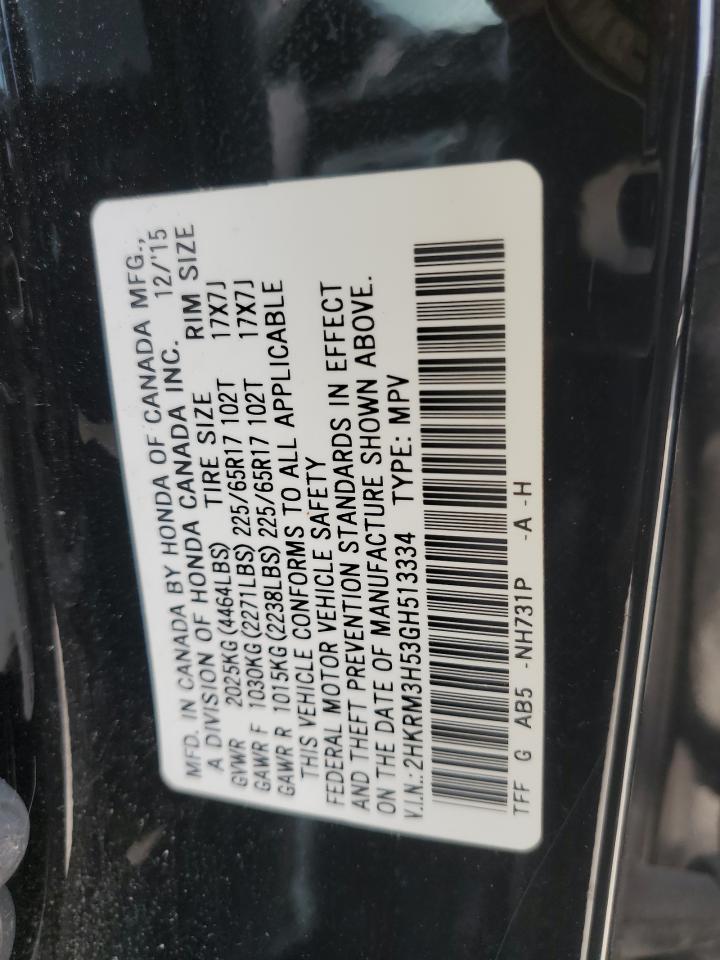 MFD. IN CANADA BY HONDA OF CANADA MFG.,
A DIVISION OF HONDA CANADA INC. 12/'15
GVWR 2025KG(4464LBS) TIRE SIZE RIM SIZE
GAWR F 1030KG(2271LBS) 225/65R17 102T 17X7J
GAWR R 1015KG(2238LBS) 225/65R17 102T 17X7J
THIS VEHICLE CONFORMS TO ALL APPLICABLE
FEDERAL MOTOR VEHICLE SAFETY
AND THEFT PREVENTION STANDARDS IN EFFECT
ON THE DATE OF MANUFACTURE SHOWN ABOVE.
V.I.N.: 2HKRM3H53GH513334 TYPE: MPV
TFF G AB5 -NH731P -A -H